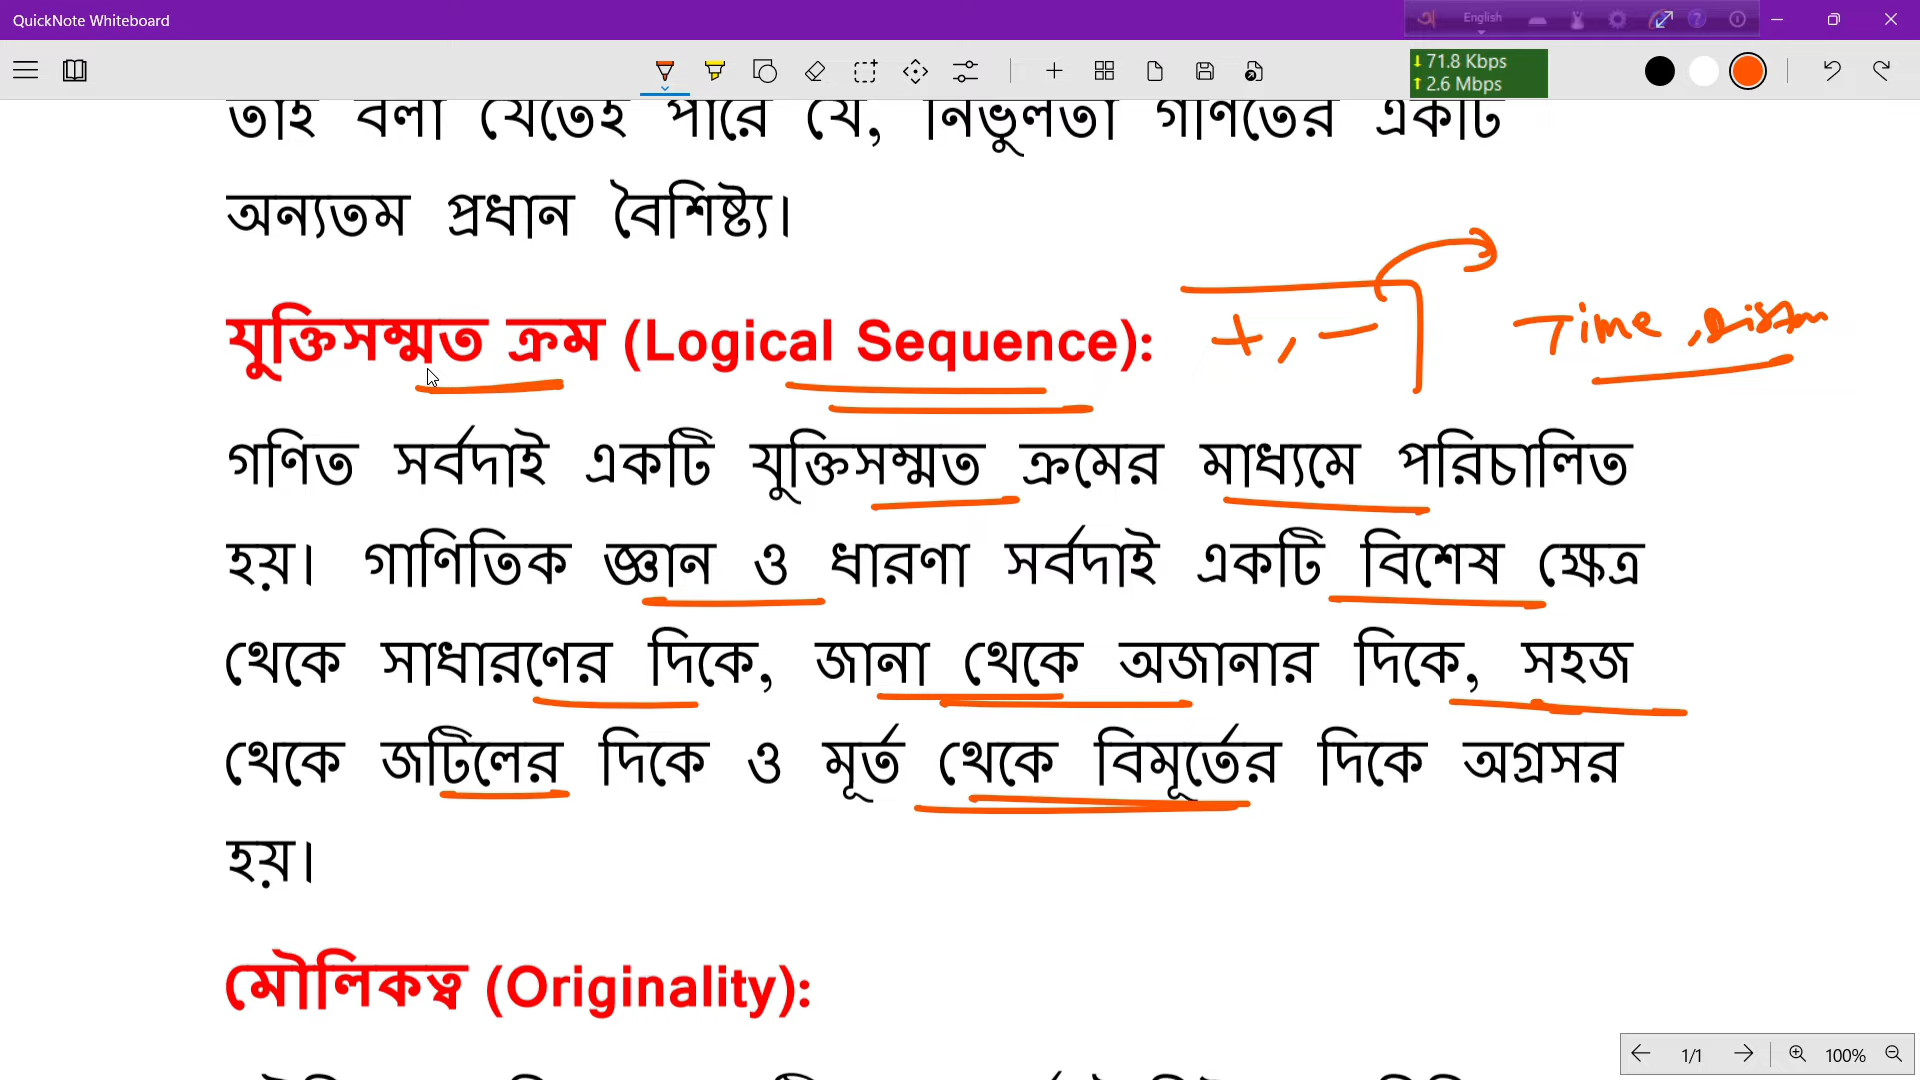 QuickNote Whiteboard
English
71.8 Kbps
2.6 Mbps
তাই বলা যেতেই পারে যে, নির্ভুলতা গণিতের একটি
অন্যতম প্রধান বৈশিষ্ট্য।
যুক্তিসম্মত ক্রম (Logical Sequence):
+, -
Time,
গণিত সর্বদাই একটি যুক্তিসম্মত ক্রমের মাধ্যমে পরিচালিত
হয়। গাণিতিক জ্ঞান ও ধারণা সর্বদাই একটি বিশেষ ক্ষেত্র
থেকে সাধারণের দিকে, জানা থেকে অজানার দিকে, সহজ
থেকে জটিলের দিকে ও মূর্ত থেকে বিমূর্তের দিকে অগ্রসর
হয়।
মৌলিকত্ব (Originality):
1/1
100%